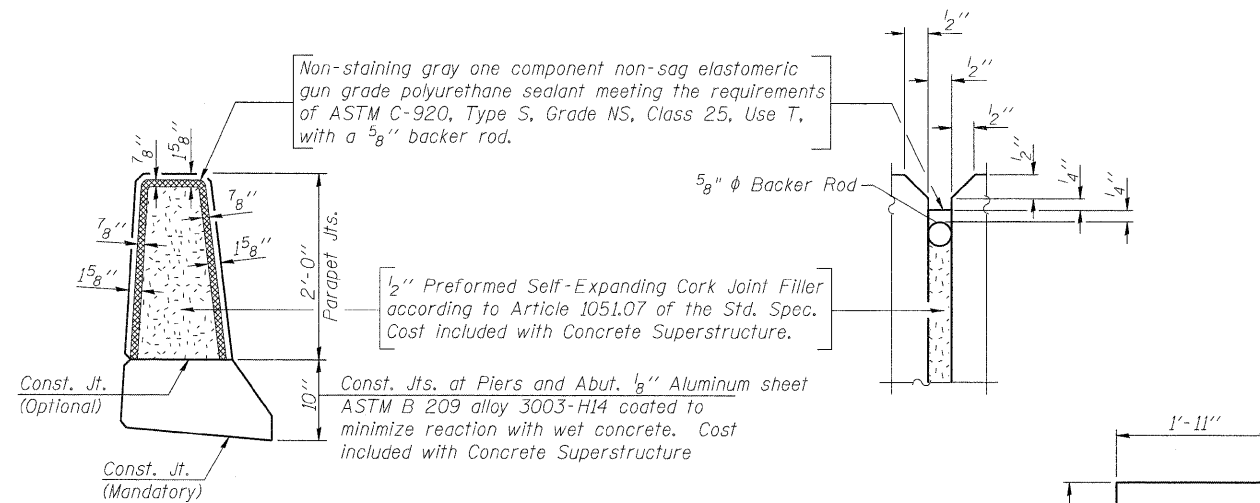 Non-staining gray one component non-sag elastomeric
gun grade polyurethane sealant meeting the requirements
of ASTM C-920, Type S, Grade NS, Class 25, Use T,
with a 5/8'' backer rod.
1/2''
1/2''
1/2''
1/2''
1/4''
1/4''
5/8" φ Backer Rod
7/8''
1 5/8''
7/8''
7/8''
1 5/8''
1 5/8''
2'-0''
Parapet Jts.
1/2'' Preformed Self-Expanding Cork Joint Filler
according to Article 1051.07 of the Std. Spec.
Cost included with Concrete Superstructure.
Const. Jt.
(Optional)
10''
Const. Jts. at Piers and Abut. 1/8'' Aluminum sheet
ASTM B 209 alloy 3003-H14 coated to
minimize reaction with wet concrete. Cost
included with Concrete Superstructure
Const. Jt.
(Mandatory)
1'-11''